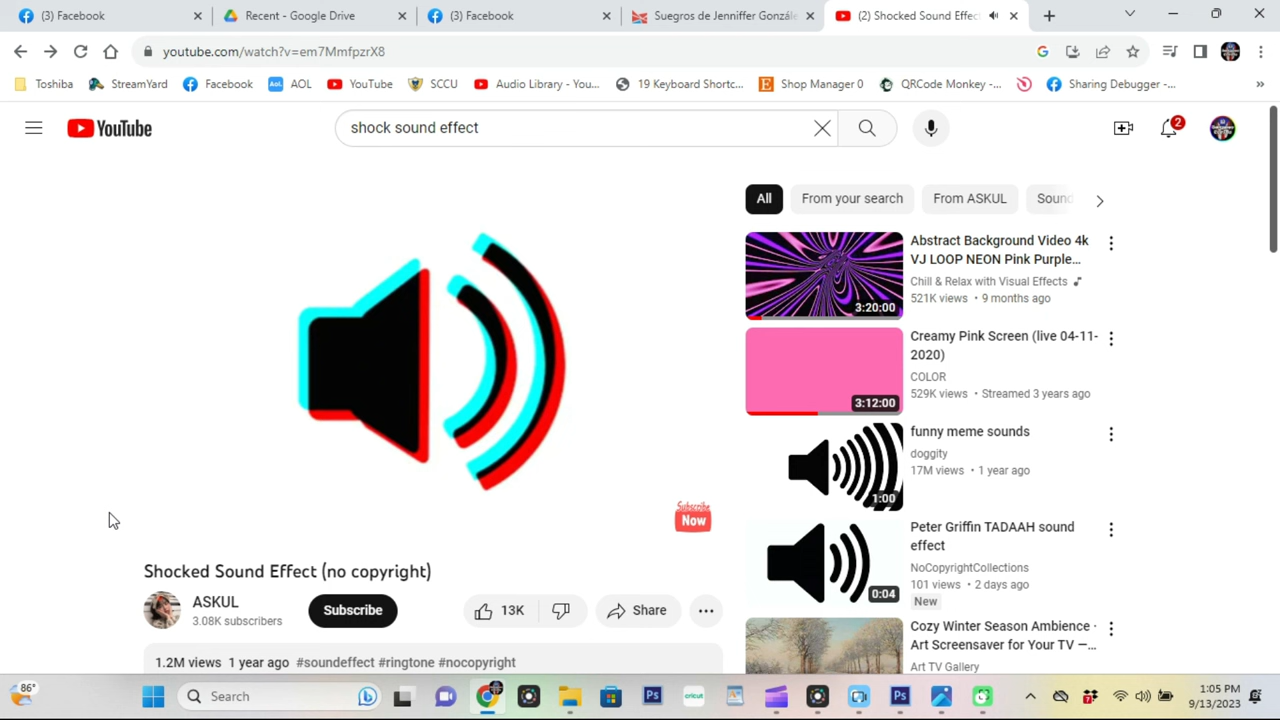 (3) Facebook
Recent - Google Drive
(3) Facebook
Suegros de Jenniffer Gonzále
(2) Shocked Sound Effec
youtube.com/watch?v=em7MmfpzrX8
Toshiba
StreamYard
Facebook
Aol.
AOL
YouTube
SCCU
Audio Library - You...
19 Keyboard Shortc...
Shop Manager 0
QRCode Monkey -...
Sharing Debugger -...
YouTube
shock sound effect
2
All
From your search
From ASKUL
Sound
Abstract Background Video 4k
VJ LOOP NEON Pink Purple...
Chill & Relax with Visual Effects
521K views • 9 months ago
3:20:00
Creamy Pink Screen (live 04-11-
2020)
COLOR
529K views • Streamed 3 years ago
3:12:00
funny meme sounds
doggity
17M views • 1 year ago
1:00
Peter Griffin TADAAH sound
effect
NoCopyrightCollections
101 views • 2 days ago
New
0:04
Cozy Winter Season Ambience ·
Art Screensaver for Your TV —...
Art TV Gallery
Subscribe
Now
Shocked Sound Effect (no copyright)
ASKUL
3.08K subscribers
Subscribe
13K
Share
1.2M views 1 year ago #soundeffect #ringtone #nocopyright
86°
Search
Ps
cricut
Ps
7
1:05 PM
9/13/2023